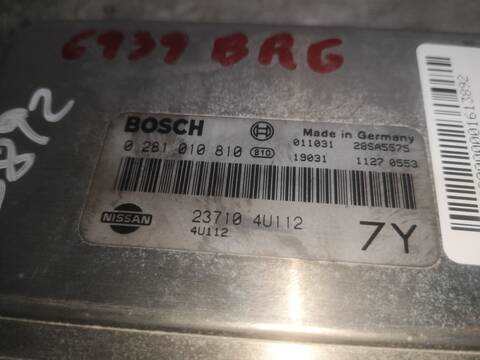 6939 BRG
892
BOSCH
Made in Germany
0 281 010 810 810
011031 28SA5575
19031 1127 0553
NISSAN
23710 4U112
4U112
7Y